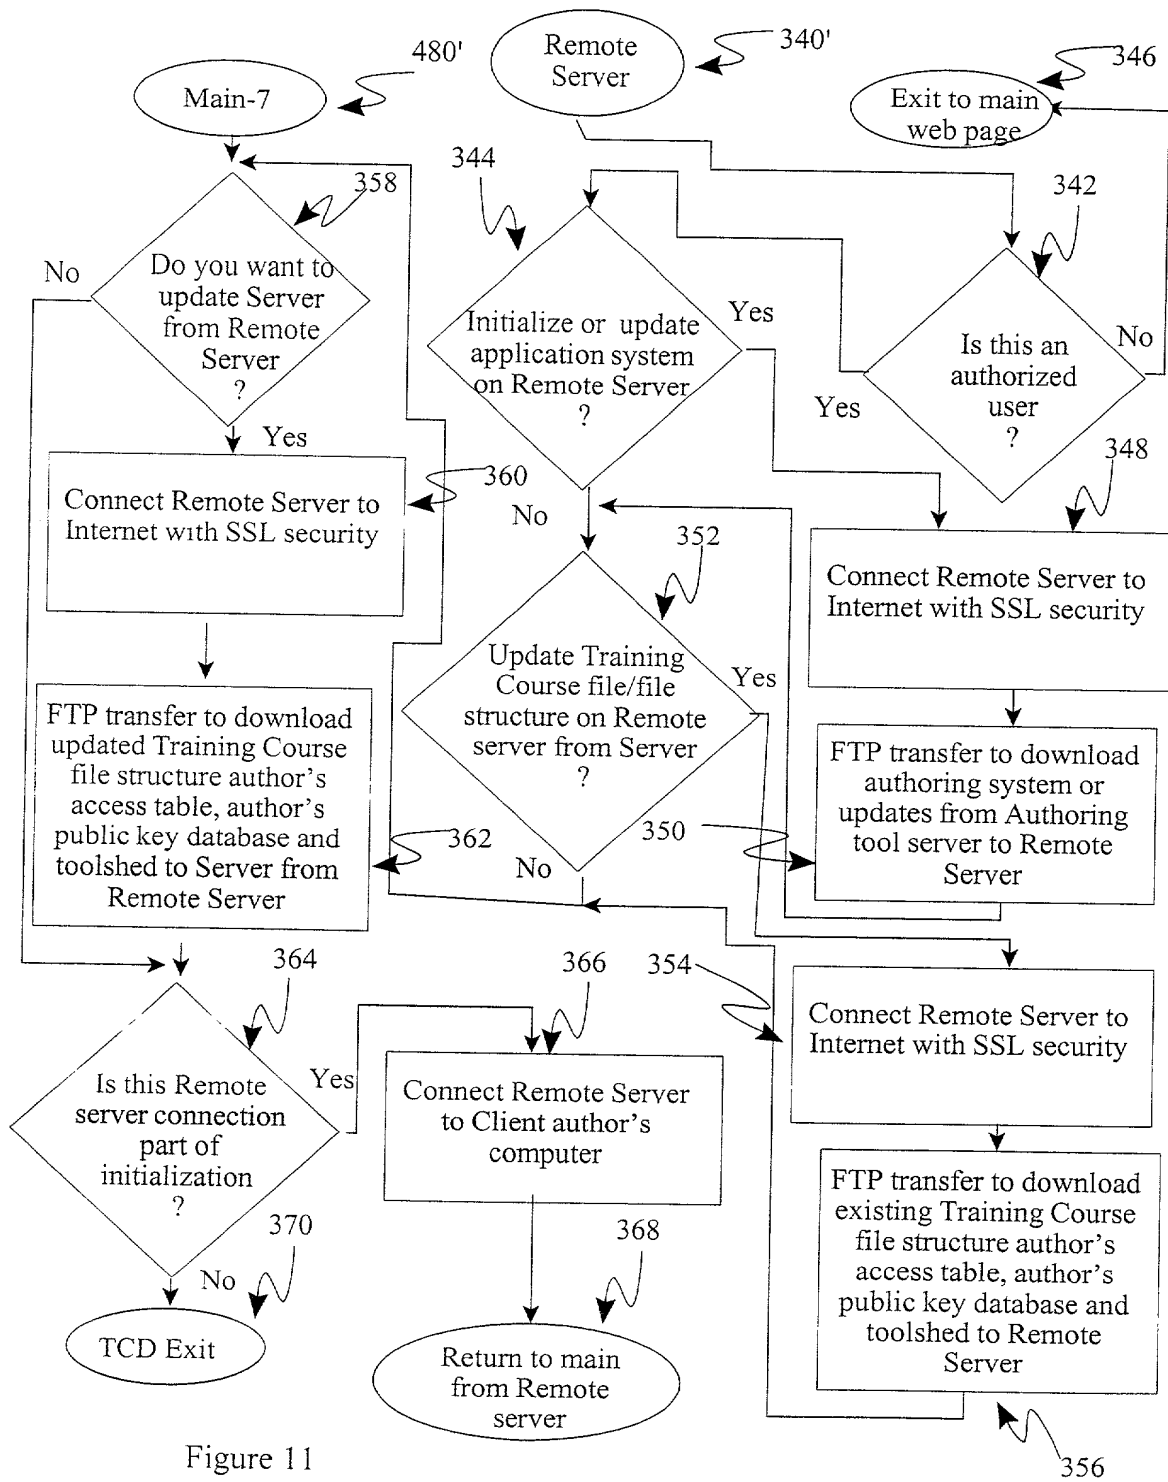 480'
Main-7
Remote
Server
340'
346
Exit to main
web page
344
358
342
No
Do you want to
update Server
from Remote
Server
?
Yes
Initialize or update
application system
on Remote Server
?
Yes
No
Is this an
authorized
user
?
Yes
No
348
360
Connect Remote Server to
Internet with SSL security
352
Connect Remote Server to
Internet with SSL security
Update Training
Course file/file
structure on Remote
server from Server
?
Yes
No
FTP transfer to download
updated Training Course
file structure author's
access table, author's
public key database and
toolshed to Server from
Remote Server
362
350
FTP transfer to download
authoring system or
updates from Authoring
tool server to Remote
Server
364
366
354
Connect Remote Server to
Internet with SSL security
Is this Remote
server connection
part of
initialization
?
Yes
No
Connect Remote Server
to Client author's
computer
FTP transfer to download
existing Training Course
file structure author's
access table, author's
public key database and
toolshed to Remote
Server
370
368
TCD Exit
Return to main
from Remote
server
356
Figure 11